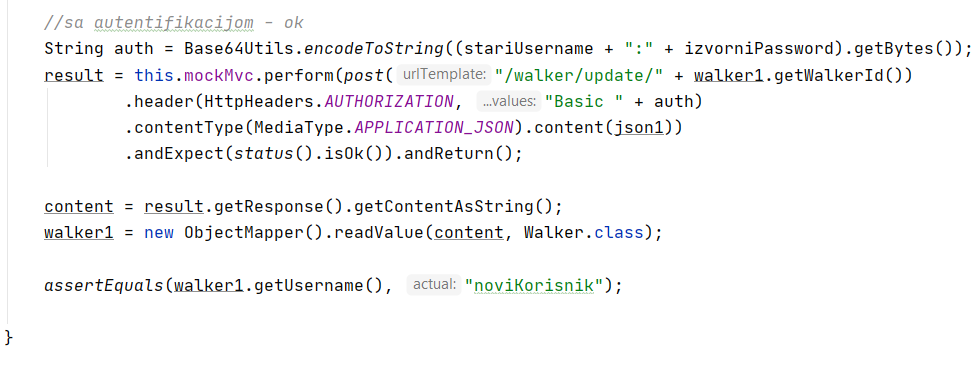 //sa autentifikacijom - ok
String auth = Base64Utils.encodeToString((stariUsername + ":" + izvorniPassword).getBytes());
result = this.mockMvc.perform(post( urlTemplate: "/walker/update/" + walker1.getWalkerId())
.header(HttpHeaders.AUTHORIZATION, ...values: "Basic " + auth)
.contentType(MediaType.APPLICATION_JSON).content(json1))
.andExpect(status().isOk()).andReturn();
content = result.getResponse().getContentAsString();
walker1 = new ObjectMapper().readValue(content, Walker.class);
assertEquals(walker1.getUsername(), actual: "noviKorisnik");
}